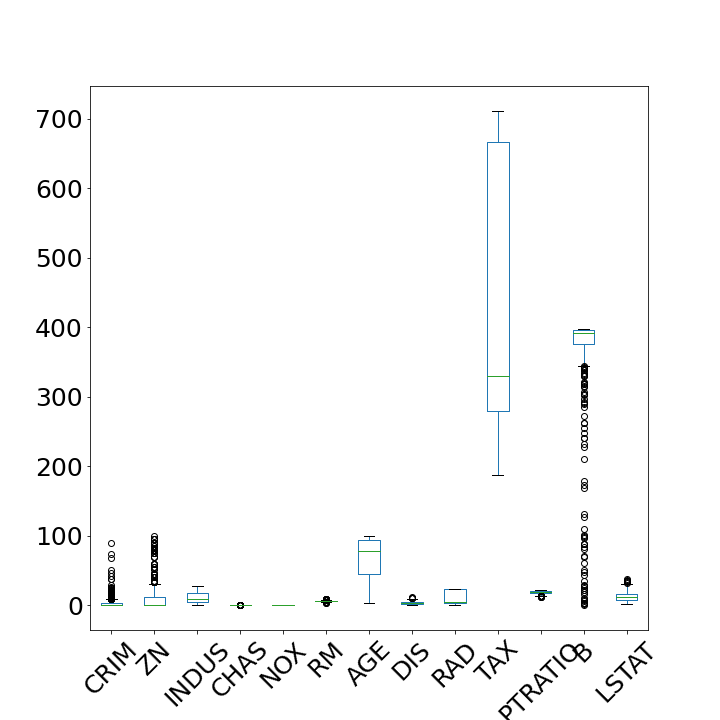 700
600
500
400
300
200
100
0
CRIM
ZN
INDUS
CHAS
NOX
RM
AGE
DIS
RAD
TAX
PTRATIO
B
LSTAT